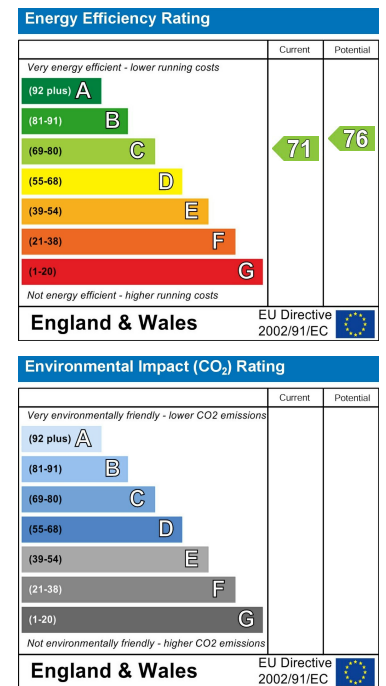 Energy Efficiency Rating
Current Potential
Very energy efficient - lower running costs
(92 plus) A
(81-91) B
(69-80) C 71 76
(55-68) D
(39-54) E
(21-38) F
(1-20) G
Not energy efficient - higher running costs
England & Wales EU Directive 2002/91/EC
Environmental Impact (CO₂) Rating
Current Potential
Very environmentally friendly - lower CO2 emissions
(92 plus) A
(81-91) B
(69-80) C
(55-68) D
(39-54) E
(21-38) F
(1-20) G
Not environmentally friendly - higher CO2 emissions
England & Wales EU Directive 2002/91/EC